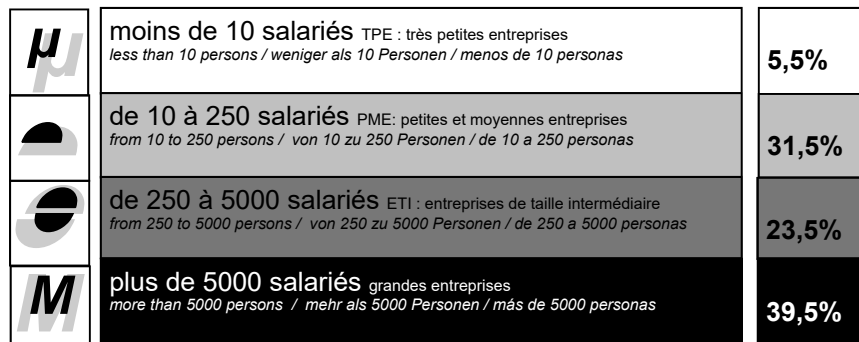 µ
moins de 10 salariés TPE : très petites entreprises
less than 10 persons / weniger als 10 Personen / menos de 10 personas
5,5%
de 10 à 250 salariés PME: petites et moyennes entreprises
from 10 to 250 persons / von 10 zu 250 Personen / de 10 a 250 personas
31,5%
de 250 à 5000 salariés ETI : entreprises de taille intermédiaire
from 250 to 5000 persons / von 250 zu 5000 Personen / de 250 a 5000 personas
23,5%
M
plus de 5000 salariés grandes entreprises
more than 5000 persons / mehr als 5000 Personen / más de 5000 personas
39,5%